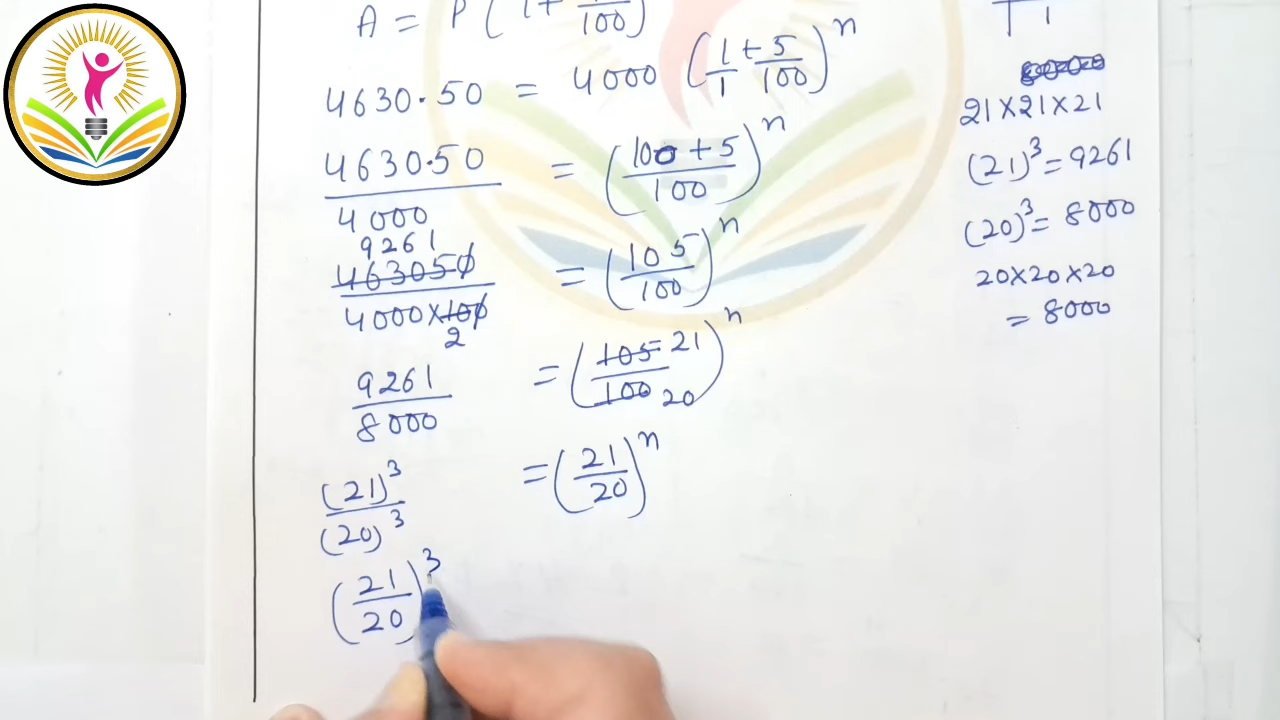 A = P ( 1 + /100 )
4630.50 = 4000 ( 1/1 + 5/100 )^n
4630.50/4000 = ( 100 + 5/100 )^n
9261
463050/4000×100 = ( 105/100 )^n
2
9261/8000 = ( 105/100 21/20 )^n
(21)^3/(20)^3 = ( 21/20 )^n
( 21/20 )^3
1
8000
21×21×21
(21)^3 = 9261
(20)^3 = 8000
20×20×20
= 8000